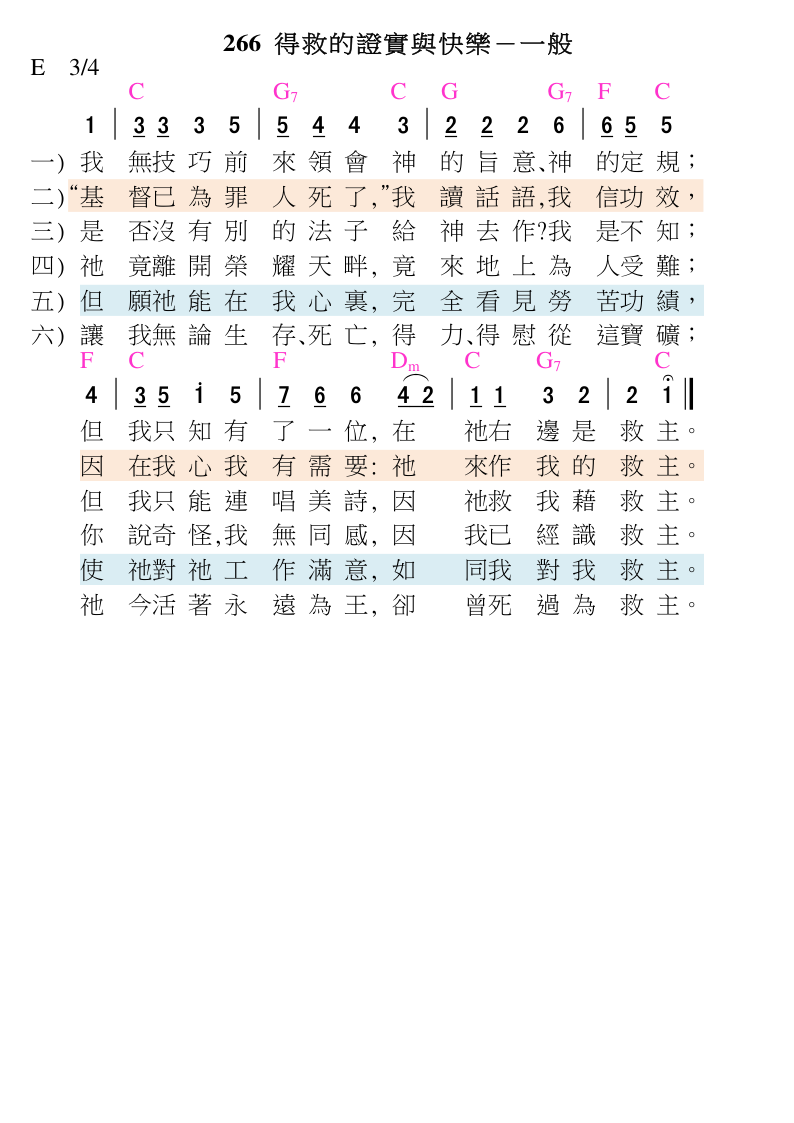 266 得救的證實與快樂－一般
E 3/4
C G7 C G G7 F C
1 | 3 3 3 5 | 5 4 4 3 | 2 2 2 6 | 6 5 5
一) 我 無技 巧 前 來 領 會 神 的 旨 意、神 的定 規；
二) “基 督已 為 罪 人 死 了，”我 讀 話 語，我 信功 效，
三) 是 否沒 有 別 的 法 子 給 神 去 作?我 是不 知；
四) 祂 竟離 開 榮 耀 天 畔，竟 來 地 上 為 人受 難；
五) 但 願祂 能 在 我 心 裏，完 全 看 見 勞 苦功 績，
六) 讓 我無 論 生 存、死 亡，得 力、得 慰 從 這寶 礦；
F C F Dm C G7 C
4 | 3 5 i 5 | 7 6 6 4 2 | 1 1 3 2 | 2 i ‖
但 我只 知 有 了 一 位，在 祂右 邊 是 救 主。
因 在我 心 我 有 需 要：祂 來作 我 的 救 主。
但 我只 能 連 唱 美 詩，因 祂救 我 藉 救 主。
你 說奇 怪，我 無 同 感，因 我已 經 識 救 主。
使 祂對 祂 工 作 滿 意，如 同我 對 我 救 主。
祂 今活 著 永 遠 為 王，卻 曾死 過 為 救 主。